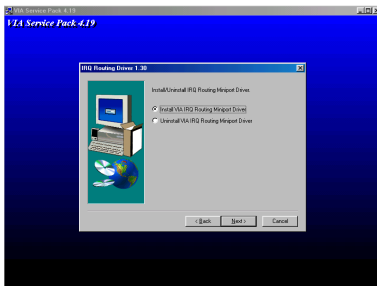 VIA Service Pack 4.19
VIA Service Pack 4.19
IRQ Routing Driver 1.30
Install/Uninstall IRQ Routing Miniport Driver.
Install VIA IRQ Routing Miniport Driver
Uninstall VIA IRQ Routing Miniport Driver
< Back
Next >
Cancel